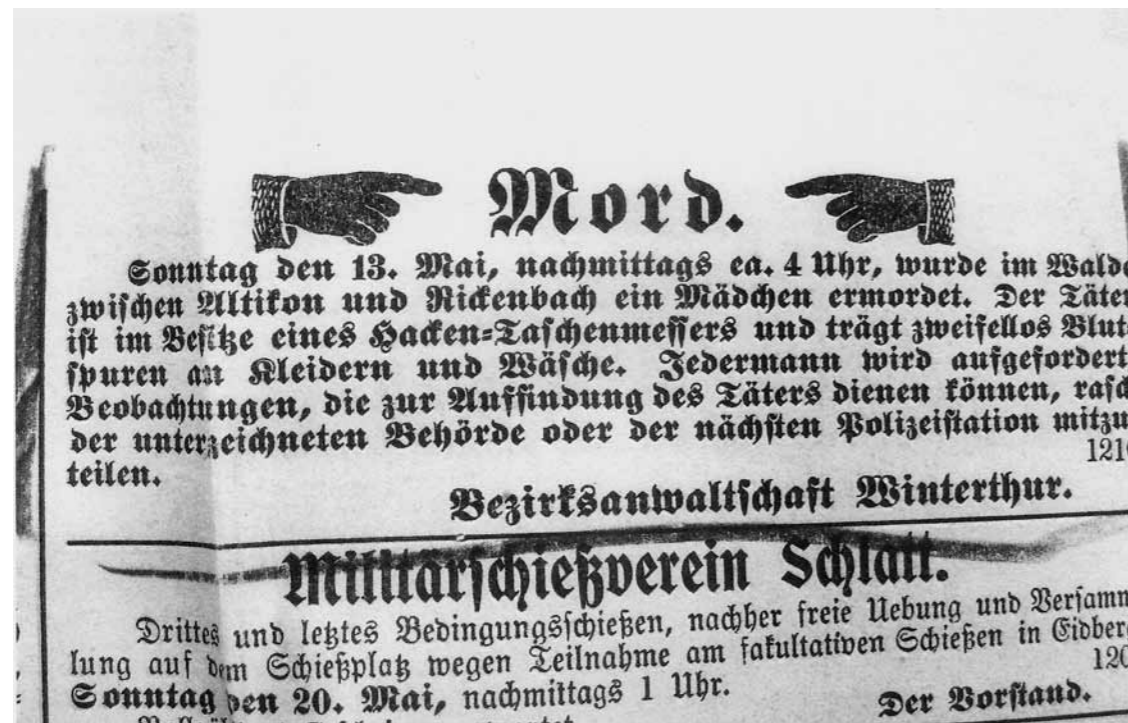 Mord.
Sonntag den 13. Mai, nachmittags ca. 4 Uhr, wurde im Walde
zwischen Altikon und Rickenbach ein Mädchen ermordet. Der Täter
ist im Besitze eines Hacken-Taschenmessers und trägt zweifellos Blut-
spuren an Kleidern und Wäsche. Jedermann wird aufgefordert,
Beobachtungen, die zur Auffindung des Täters dienen können, rasch
der unterzeichneten Behörde oder der nächsten Polizeistation mitzu-
teilen.
121
Bezirksanwaltschaft Winterthur.
Militärschießverein Schlatt.
Drittes und letztes Bedingungsschießen, nachher freie Uebung und Versamm-
lung auf dem Schießplatz wegen Teilnahme am fakultativen Schießen in Eidberg
120
Sonntag den 20. Mai, nachmittags 1 Uhr.
Der Vorstand.